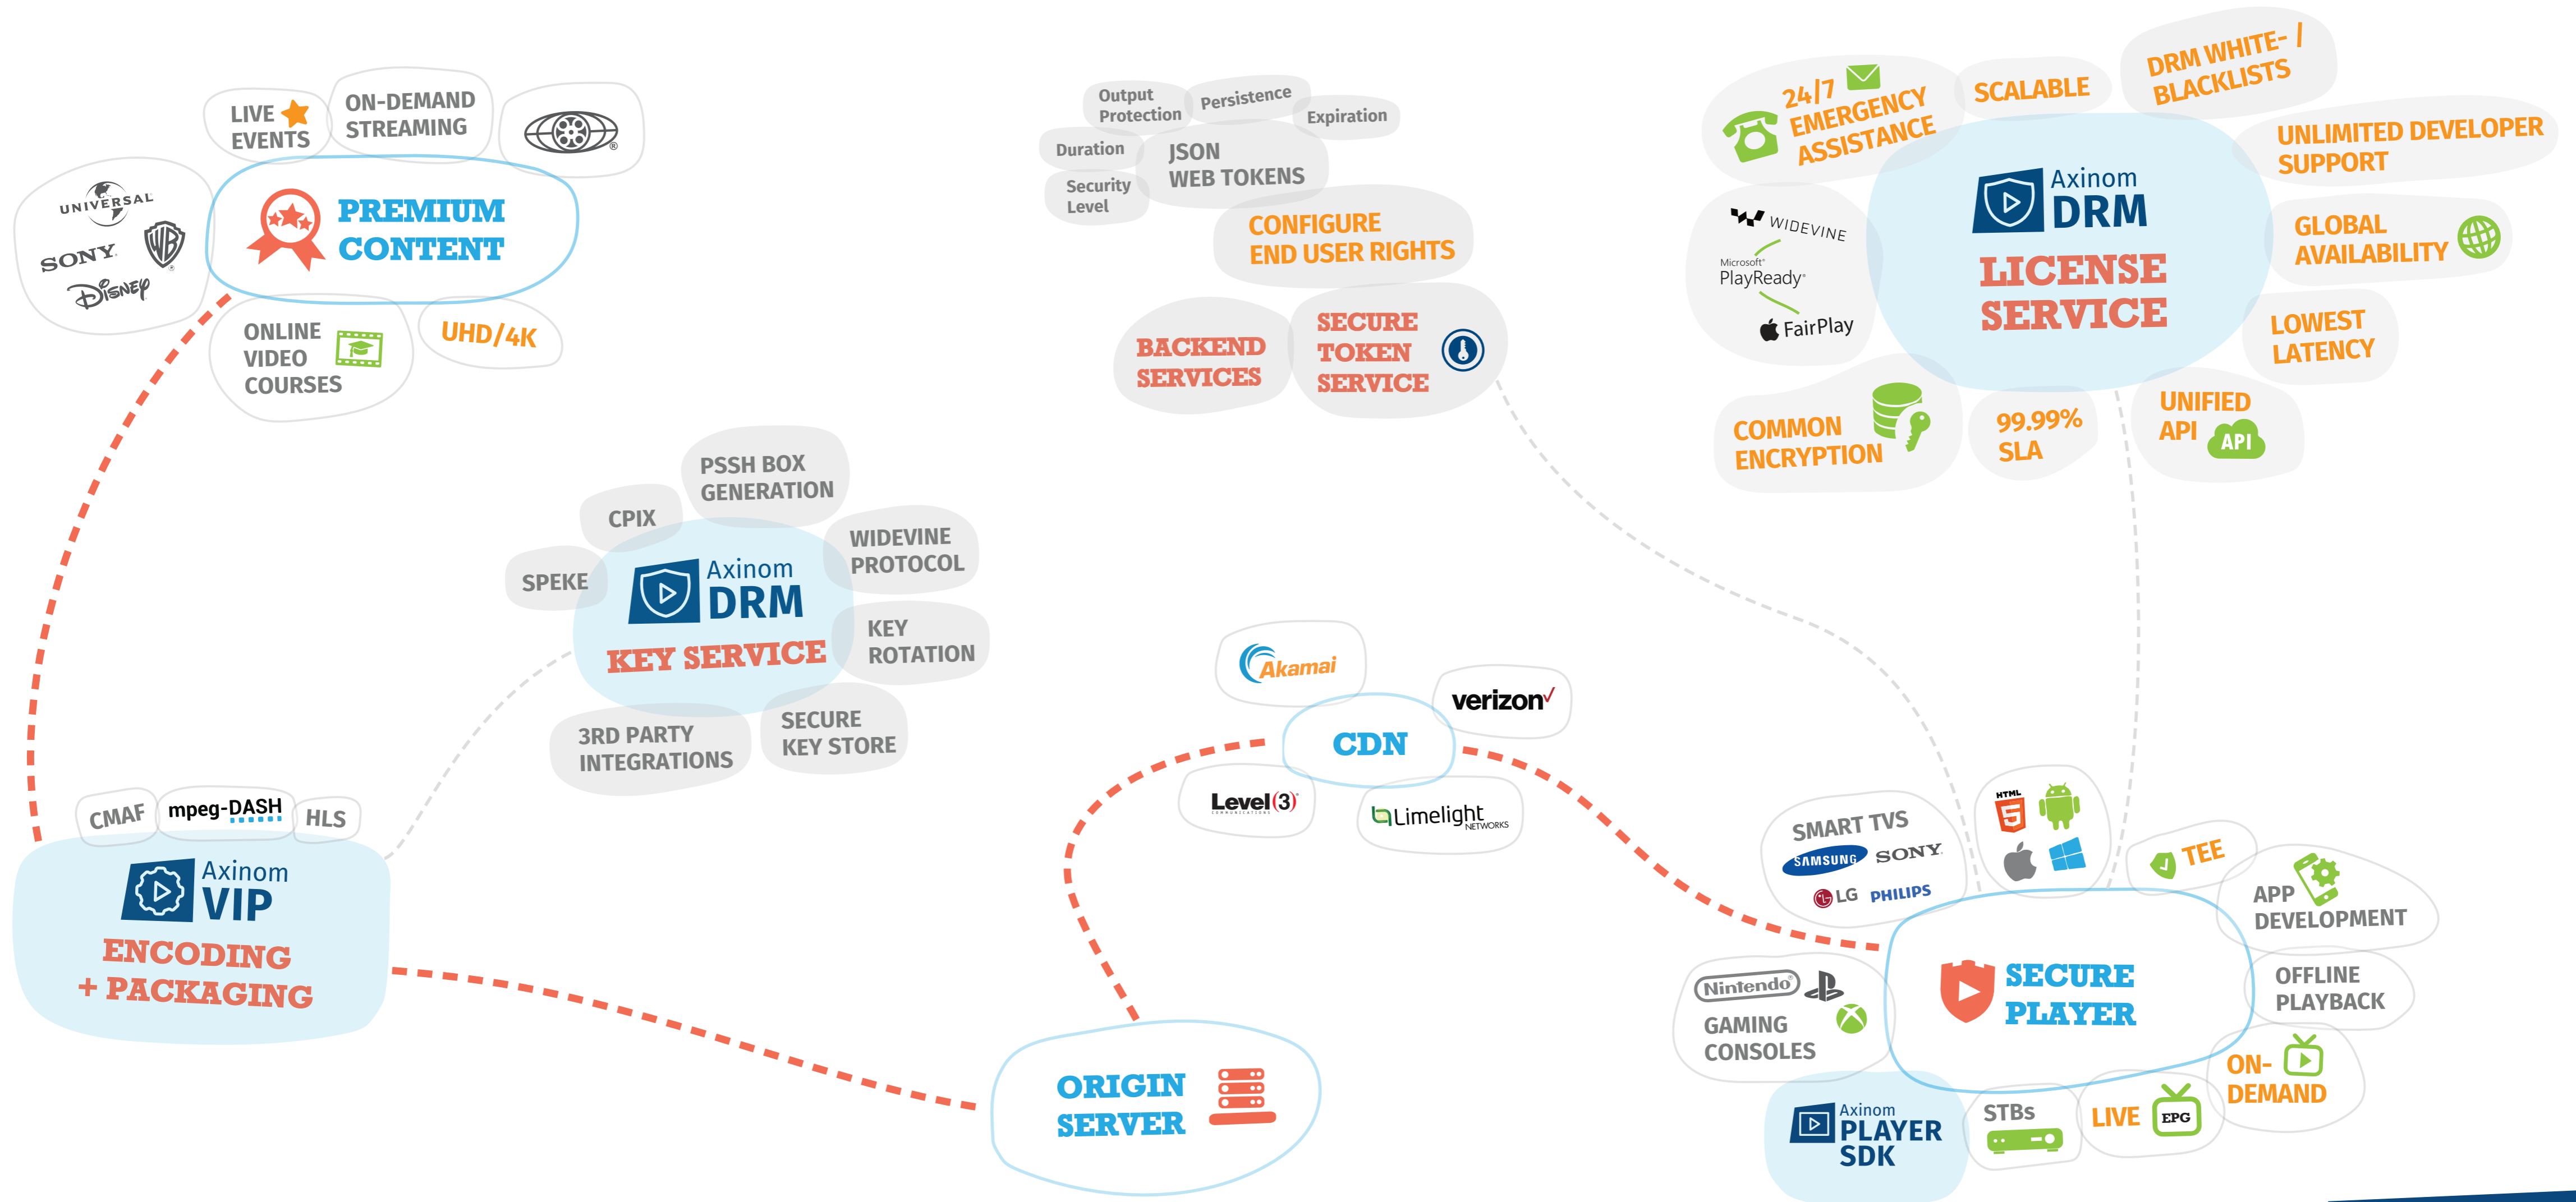 LIVE
EVENTS
ON-DEMAND
STREAMING
®
UNIVERSAL
SONY
WB
®
Disney
PREMIUM
CONTENT
ONLINE
VIDEO
COURSES
UHD/4K
Output
Protection
Persistence
Expiration
Duration
JSON
WEB TOKENS
Security
Level
CONFIGURE
END USER RIGHTS
BACKEND
SERVICES
SECURE
TOKEN
SERVICE
24/7
EMERGENCY
ASSISTANCE
SCALABLE
DRM WHITE- /
BLACKLISTS
UNLIMITED DEVELOPER
SUPPORT
GLOBAL
AVAILABILITY
LOWEST
LATENCY
UNIFIED
API
API
99.99%
SLA
COMMON
ENCRYPTION
WIDEVINE
Microsoft®
PlayReady
FairPlay
Axinom
DRM
LICENSE
SERVICE
PSSH BOX
GENERATION
CPIX
SPEKE
WIDEVINE
PROTOCOL
KEY
ROTATION
SECURE
KEY STORE
3RD PARTY
INTEGRATIONS
Axinom
DRM
KEY SERVICE
CMAF
mpeg-DASH
HLS
Axinom
VIP
ENCODING
+ PACKAGING
Akamai
verizon
CDN
Level(3)
COMMUNICATIONS
Limelight
NETWORKS
ORIGIN
SERVER
SMART TVS
SAMSUNG
SONY
LG
PHILIPS
HTML
5
TEE
APP
DEVELOPMENT
OFFLINE
PLAYBACK
ON-
DEMAND
LIVE
EPG
STBs
Axinom
PLAYER
SDK
Nintendo®
GAMING
CONSOLES
SECURE
PLAYER